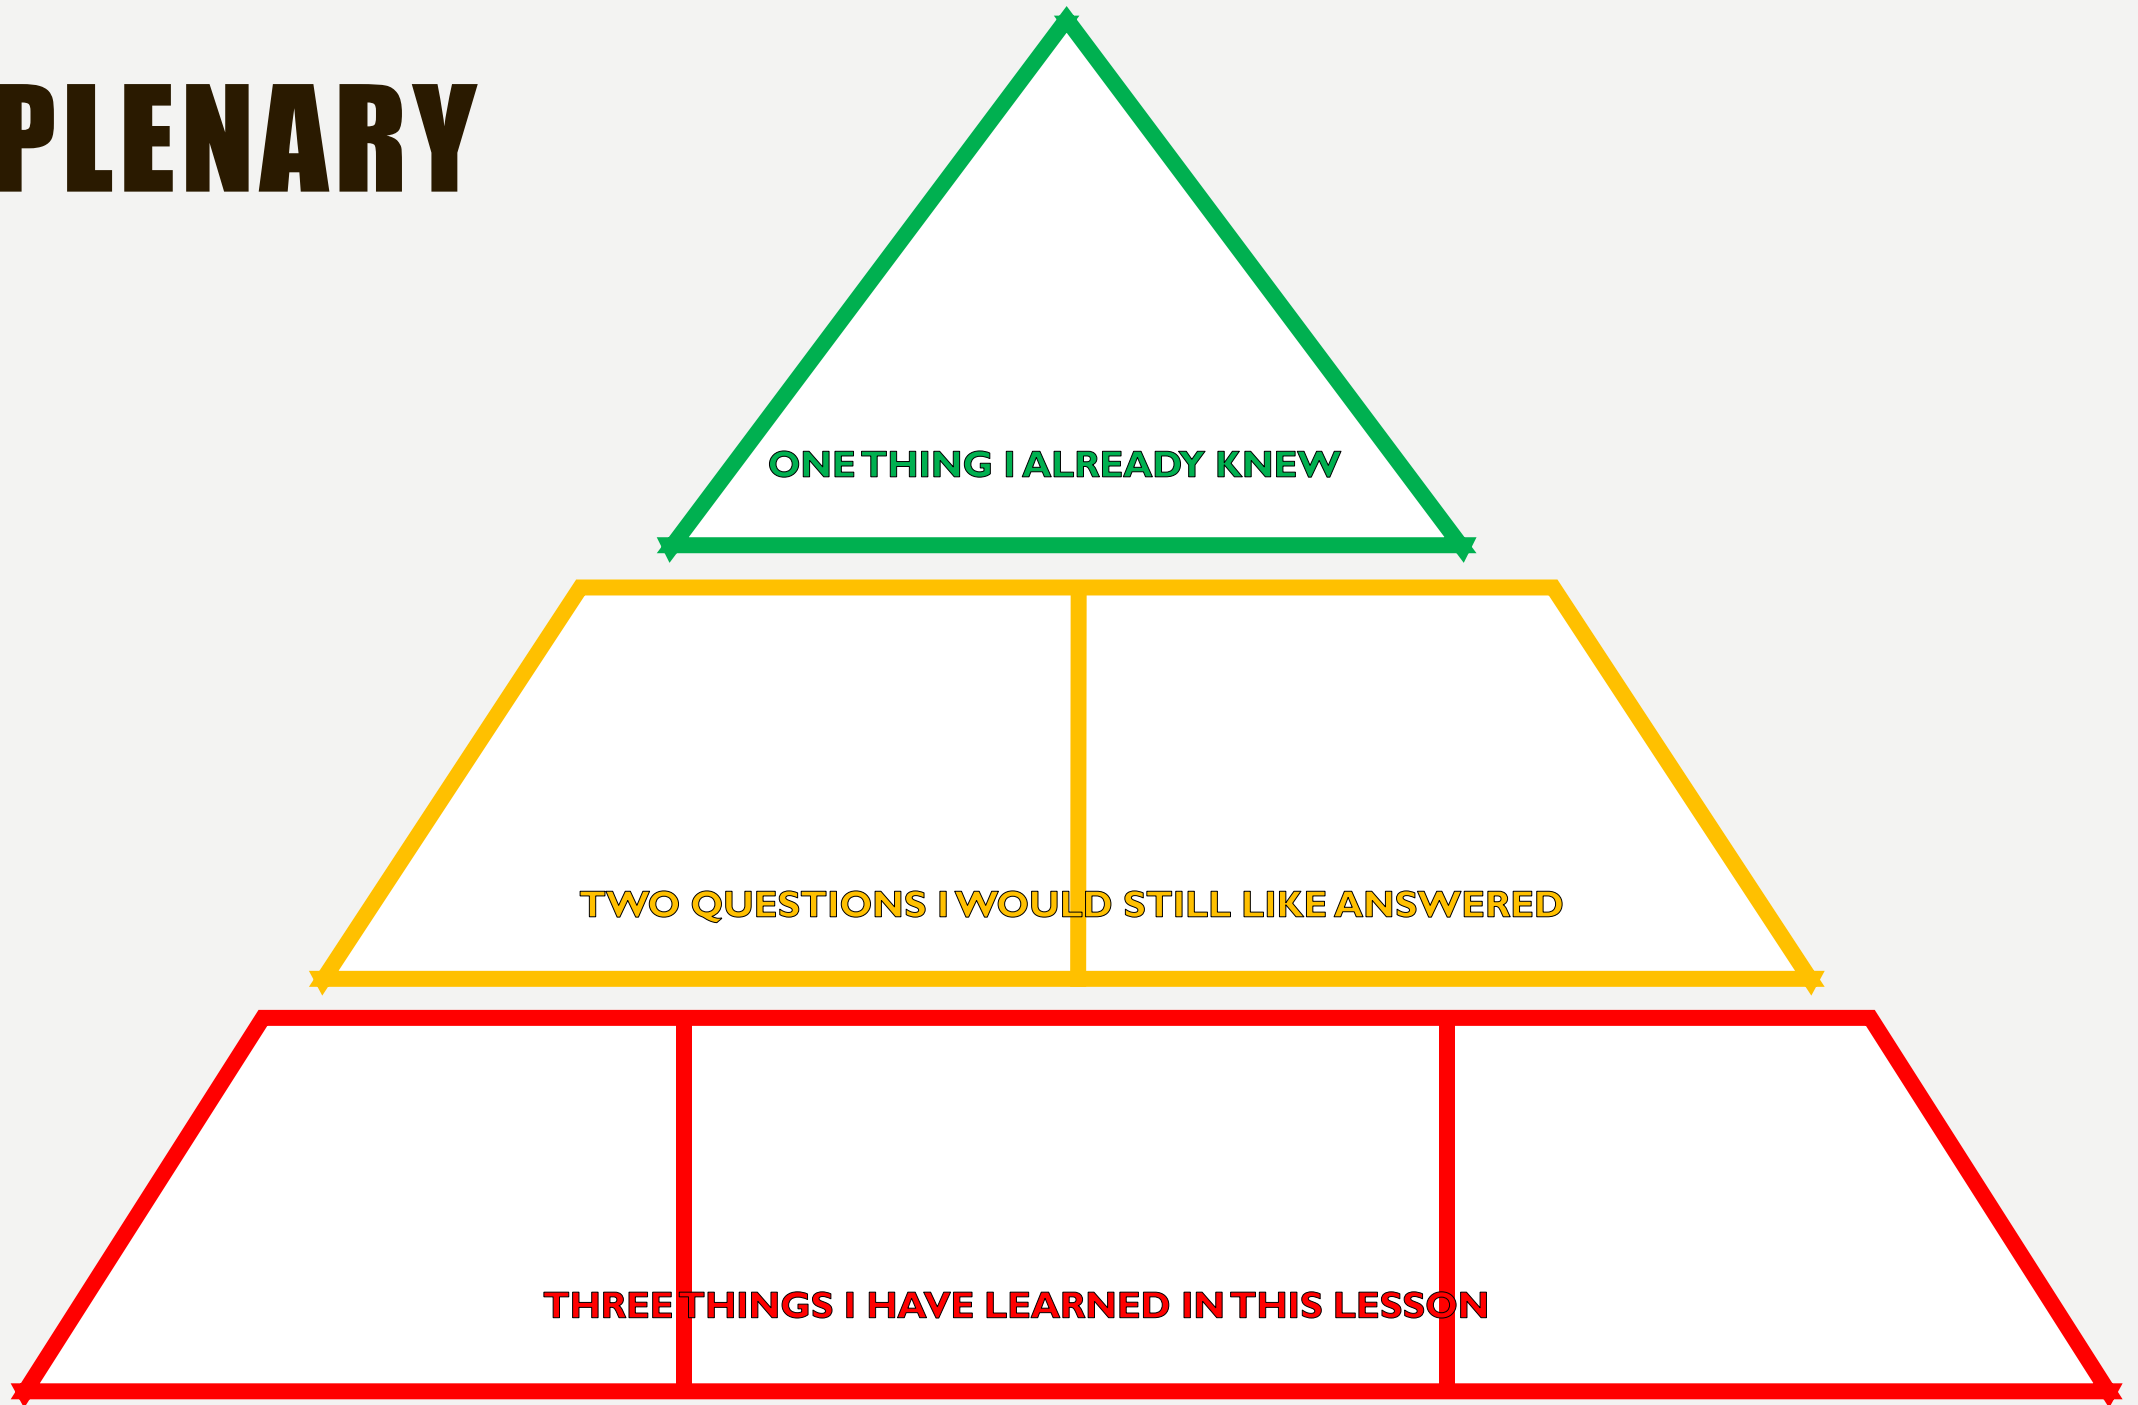 PLENARY
ONE THING I ALREADY KNEW
TWO QUESTIONS I WOULD STILL LIKE ANSWERED
THREE THINGS I HAVE LEARNED IN THIS LESSON